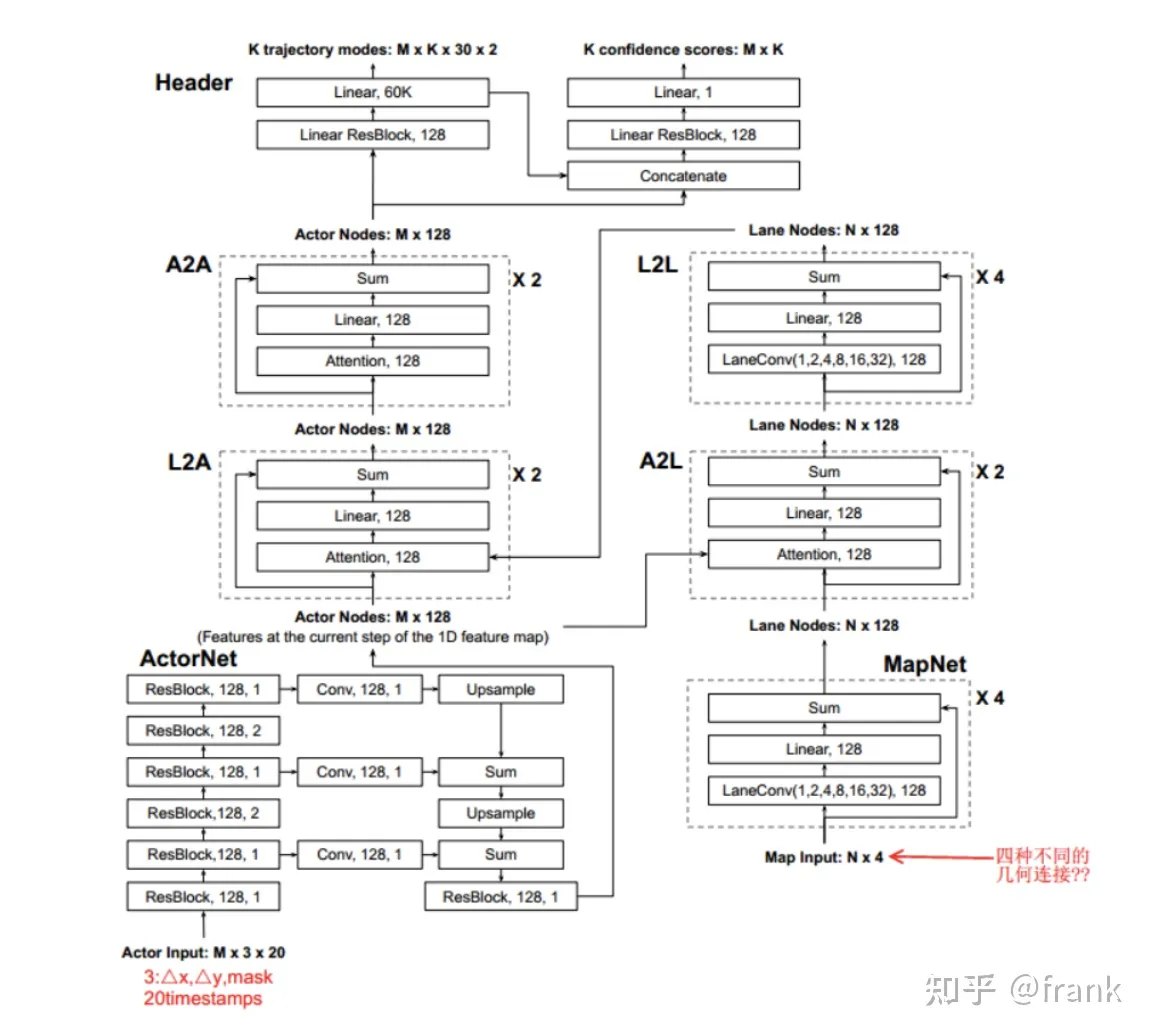 K trajectory modes: M x K x 30 x 2
K confidence scores: M x K
Header
Linear, 60K
Linear, 1
Linear ResBlock, 128
Linear ResBlock, 128
Concatenate
Actor Nodes: M x 128
Lane Nodes: N x 128
A2A
Sum
X 2
Linear, 128
Attention, 128
L2L
Sum
X 4
Linear, 128
LaneConv(1,2,4,8,16,32), 128
Actor Nodes: M x 128
Lane Nodes: N x 128
L2A
Sum
X 2
Linear, 128
Attention, 128
A2L
Sum
X 2
Linear, 128
Attention, 128
Actor Nodes: M x 128
(Features at the current step of the 1D feature map)
Lane Nodes: N x 128
ActorNet
ResBlock, 128, 1
Conv, 128, 1
Upsample
ResBlock, 128, 2
ResBlock, 128, 1
Conv, 128, 1
Sum
ResBlock,128, 2
Upsample
ResBlock,128, 1
Conv, 128, 1
Sum
ResBlock, 128, 1
ResBlock, 128, 1
Actor Input: M x 3 x 20
3:△x,△y,mask
20timestamps
MapNet
X 4
Sum
Linear, 128
LaneConv(1,2,4,8,16,32), 128
Map Input: N x 4
四种不同的
几何连接??
知乎 @frank